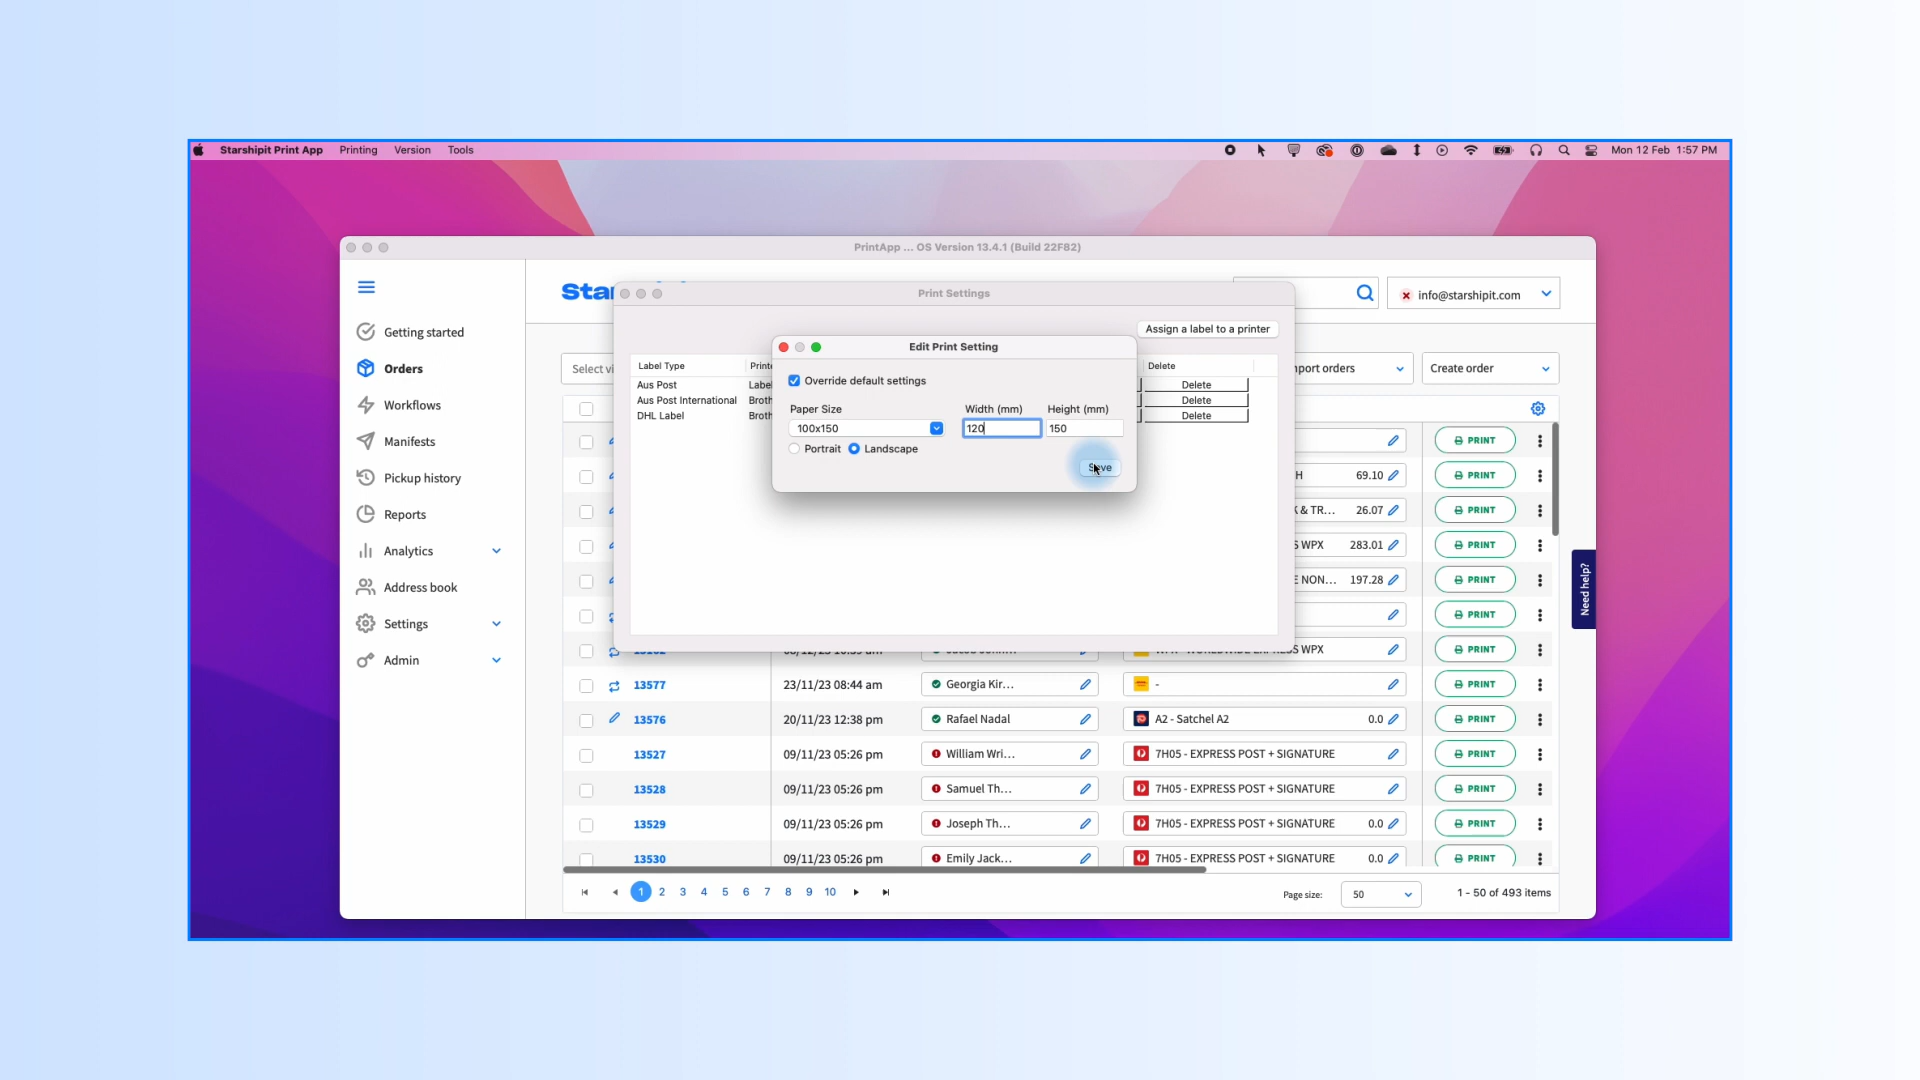 Starshipit Print App Printing Version Tools
Mon 12 Feb 1:57 PM
PrintApp ... OS Version 13.4.1 (Build 22F82)
Getting started
Orders
Workflows
Manifests
Pickup history
Reports
Analytics
Address book
Settings
Admin
Star
info@starshipit.com
Select vi
port orders
Create order
Print Settings
Assign a label to a printer
Label Type
Delete
Aus Post
Delete
Aus Post International
Delete
DHL Label
Delete
Edit Print Setting
Override default settings
Paper Size Width (mm) Height (mm)
100x150 120 150
Portrait Landscape
Save
PRINT
H 69.10 PRINT
& TR... 26.07 PRINT
S WPX 283.01 PRINT
E NON... 197.28 PRINT
PRINT
WPX PRINT
13577 23/11/23 08:44 am Georgia Kir... - PRINT
13576 20/11/23 12:38 pm Rafael Nadal A2 - Satchel A2 0.0 PRINT
13527 09/11/23 05:26 pm William Wri... 7H05 - EXPRESS POST + SIGNATURE PRINT
13528 09/11/23 05:26 pm Samuel Th... 7H05 - EXPRESS POST + SIGNATURE PRINT
13529 09/11/23 05:26 pm Joseph Th... 7H05 - EXPRESS POST + SIGNATURE 0.0 PRINT
13530 09/11/23 05:26 pm Emily Jack... 7H05 - EXPRESS POST + SIGNATURE 0.0 PRINT
1 2 3 4 5 6 7 8 9 10
Page size: 50
1 - 50 of 493 items
Need help?